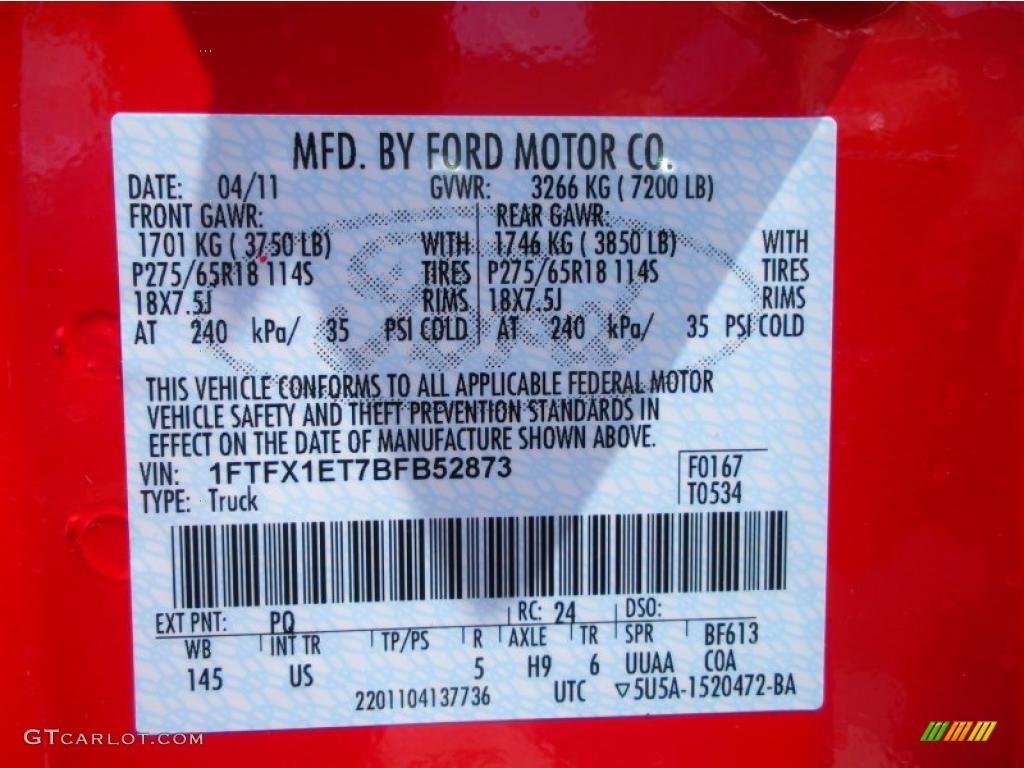 MFD. BY FORD MOTOR CO.
DATE: 04/11 GVWR: 3266 KG ( 7200 LB)
FRONT GAWR: REAR GAWR:
1701 KG ( 3750 LB) WITH 1746 KG ( 3850 LB) WITH
P275/65R18 114S TIRES P275/65R18 114S TIRES
18X7.5J RIMS 18X7.5J RIMS
AT 240 kPa/ 35 PSI COLD AT 240 kPa/ 35 PSI COLD
THIS VEHICLE CONFORMS TO ALL APPLICABLE FEDERAL MOTOR
VEHICLE SAFETY AND THEFT PREVENTION STANDARDS IN
EFFECT ON THE DATE OF MANUFACTURE SHOWN ABOVE.
VIN: 1FTFX1ET7BFB52873 F0167
TYPE: Truck T0534
EXT PNT: PQ RC: 24 DSO:
WB INT TR TP/PS R AXLE TR SPR BF613
145 US 5 H9 6 UUAA COA
2201104137736 UTC ▽5U5A-1520472-BA
GTCARLOT.COM